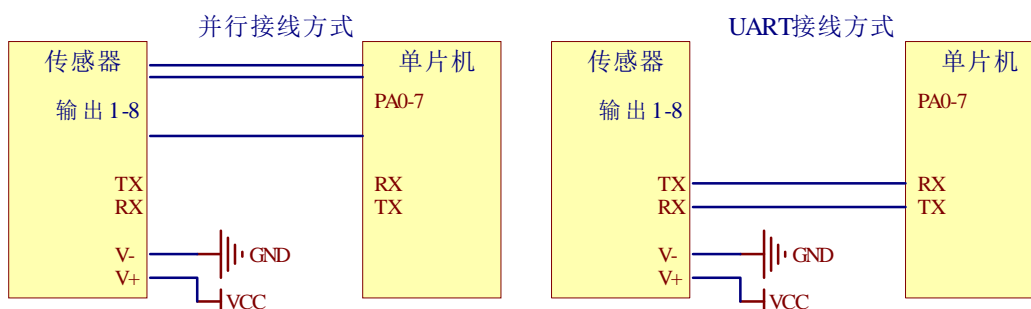 并行接线方式
传感器
单片机
输出1-8
PA0-7
TX
RX
RX
TX
V-
GND
V+
VCC
UART接线方式
传感器
单片机
输出1-8
PA0-7
TX
RX
RX
TX
V-
GND
V+
VCC